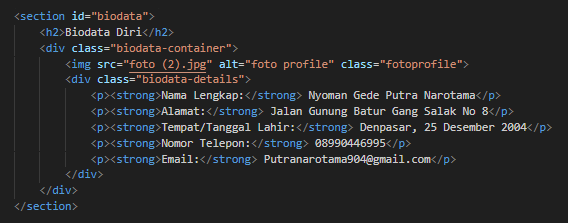 <section id="biodata">
<h2>Biodata Diri</h2>
<div class="biodata-container">
<img src="foto (2).jpg" alt="foto profile" class="fotoprofile">
<div class="biodata-details">
<p><strong>Nama Lengkap:</strong> Nyoman Gede Putra Narotama</p>
<p><strong>Alamat:</strong> Jalan Gunung Batur Gang Salak No 8</p>
<p><strong>Tempat/Tanggal Lahir:</strong> Denpasar, 25 Desember 2004</p>
<p><strong>Nomor Telepon:</strong> 08990446995</p>
<p><strong>Email:</strong> Putranarotama904@gmail.com</p>
</div>
</div>
</section>